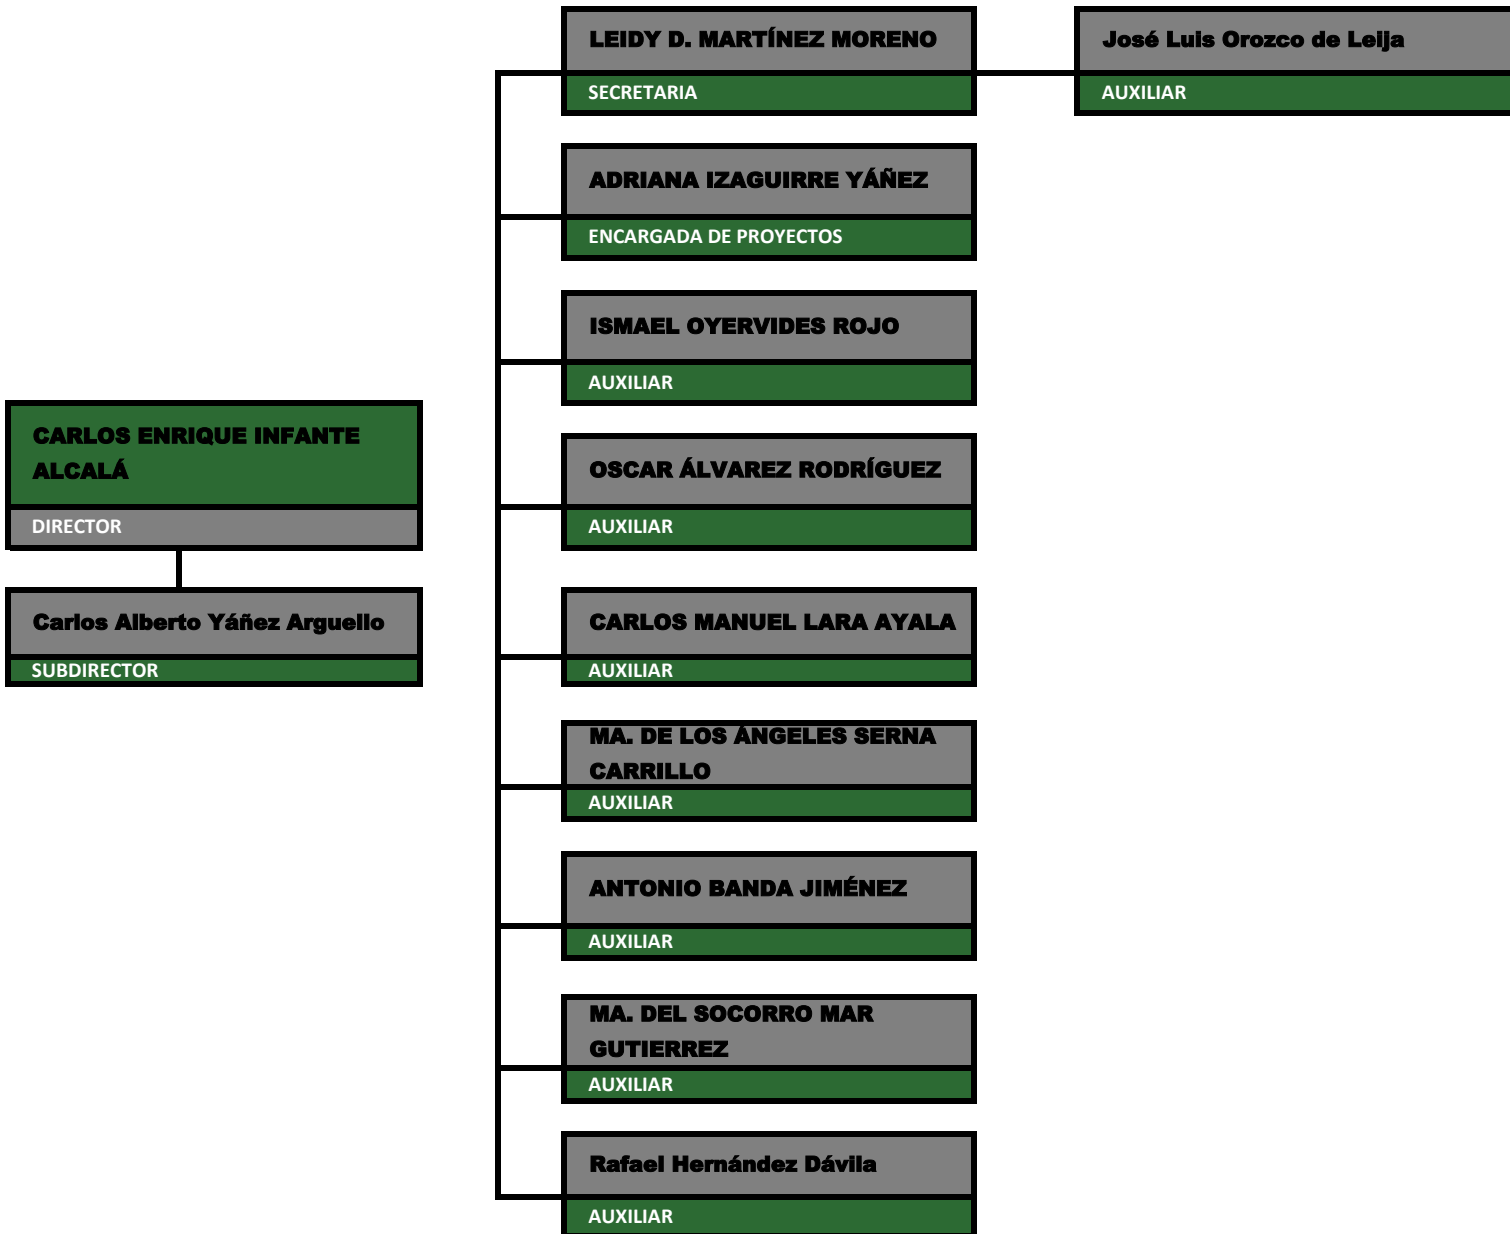 LEIDY D. MARTÍNEZ MORENO
SECRETARIA
José Luis Orozco de Leija
AUXILIAR
ADRIANA IZAGUIRRE YÁÑEZ
ENCARGADA DE PROYECTOS
ISMAEL OYERVIDES ROJO
AUXILIAR
CARLOS ENRIQUE INFANTE
ALCALÁ
DIRECTOR
OSCAR ÁLVAREZ RODRÍGUEZ
AUXILIAR
Carlos Alberto Yáñez Arguello
SUBDIRECTOR
CARLOS MANUEL LARA AYALA
AUXILIAR
MA. DE LOS ÁNGELES SERNA
CARRILLO
AUXILIAR
ANTONIO BANDA JIMÉNEZ
AUXILIAR
MA. DEL SOCORRO MAR
GUTIERREZ
AUXILIAR
Rafael Hernández Dávila
AUXILIAR